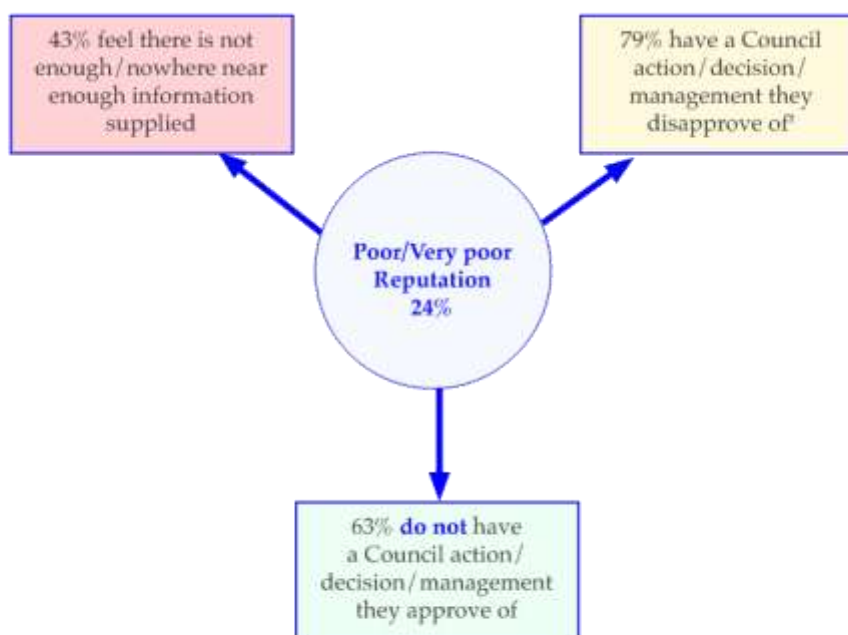 43% feel there is not
enough/nowhere near
enough information
supplied
79% have a Council
action/decision/
management they
disapprove of†
Poor/Very poor
Reputation
24%
63% do not have
a Council action/
decision/management
they approve of